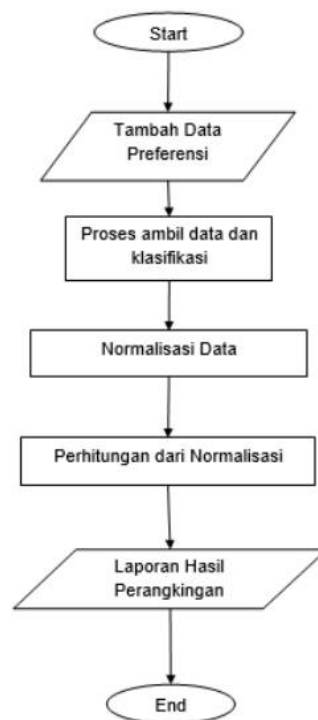 Start
Tambah Data
Preferensi
Proses ambil data dan
klasifikasi
Normalisasi Data
Perhitungan dari Normalisasi
Laporan Hasil
Perangkingan
End